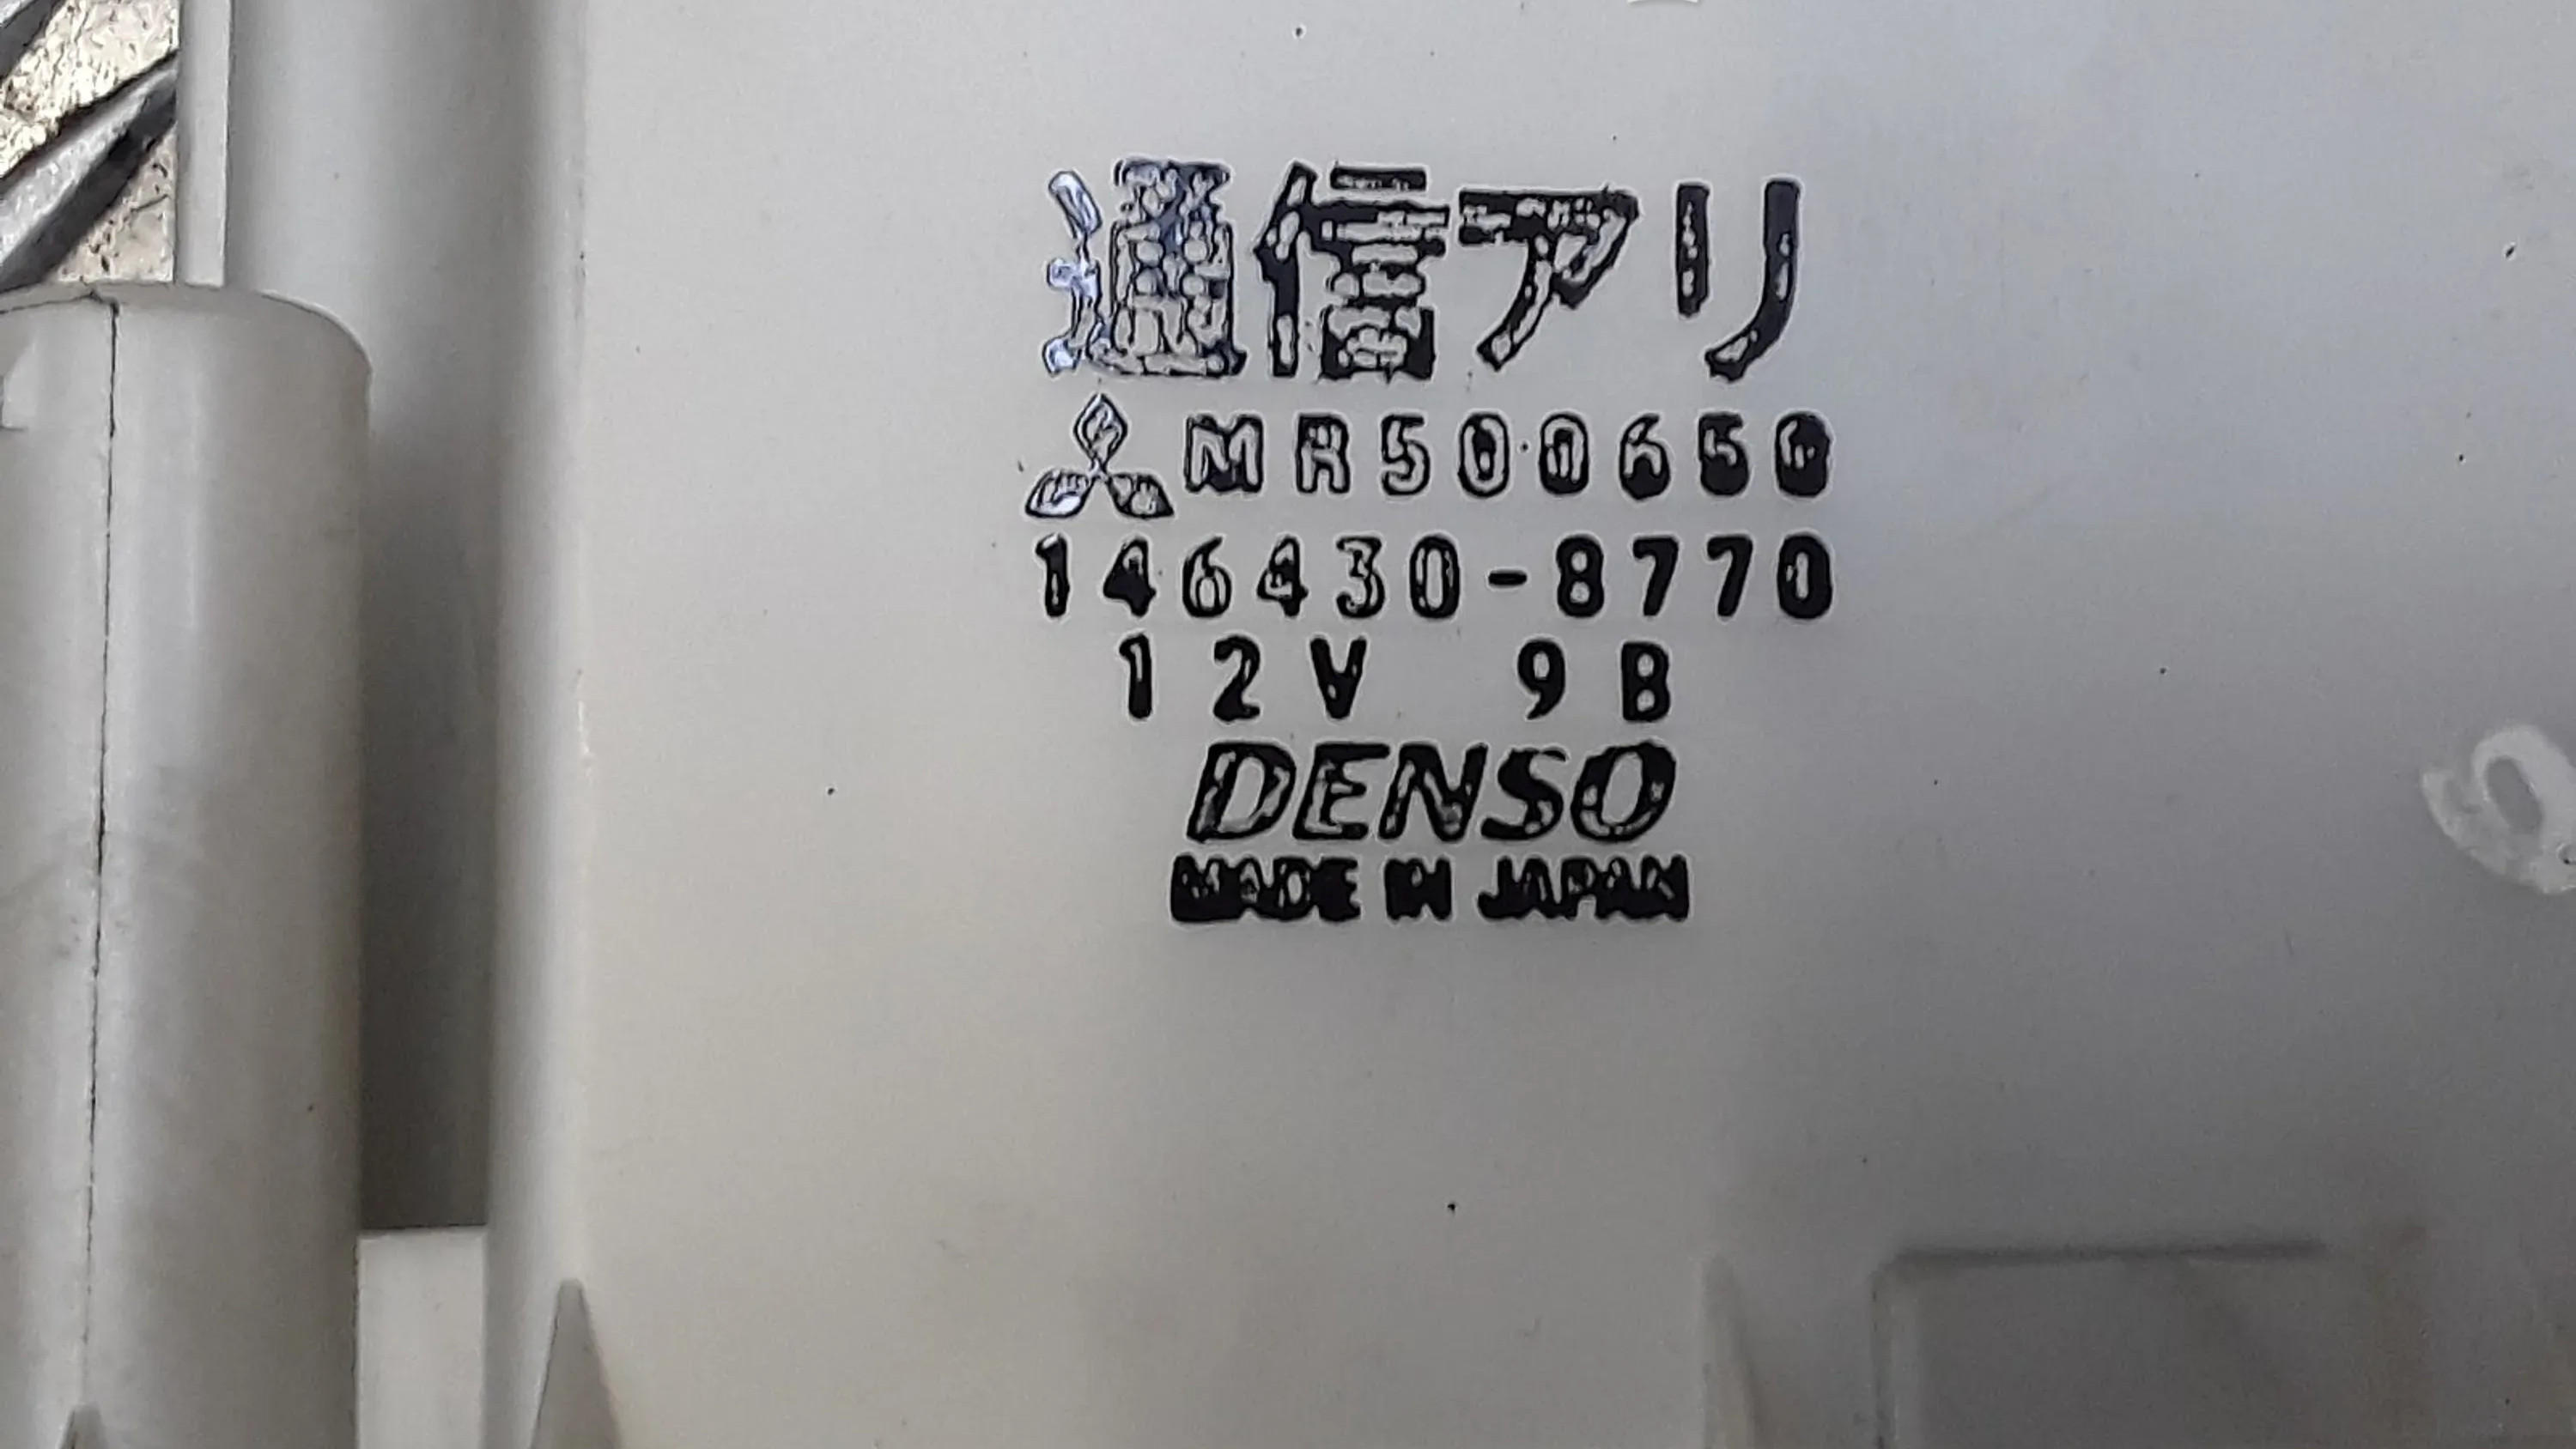 通信アリ
MR500650
146430-8770
12V 9B
DENSO
MADE IN JAPAN